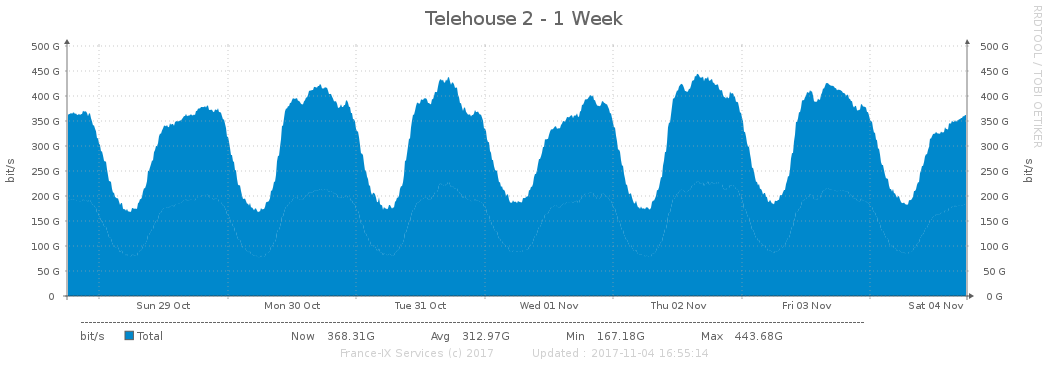 Telehouse 2 - 1 Week
RRDTOOL / TOBI OETIKER
500 G 500 G
450 G 450 G
400 G 400 G
350 G 350 G
300 G 300 G
250 G 250 G
200 G 200 G
150 G 150 G
100 G 100 G
50 G 50 G
0 0 G
bit/s
bit/s
Sun 29 Oct Mon 30 Oct Tue 31 Oct Wed 01 Nov Thu 02 Nov Fri 03 Nov Sat 04 Nov
bit/s Total Now 368.31G Avg 312.97G Min 167.18G Max 443.68G
France-IX Services (c) 2017 Updated : 2017-11-04 16:55:14